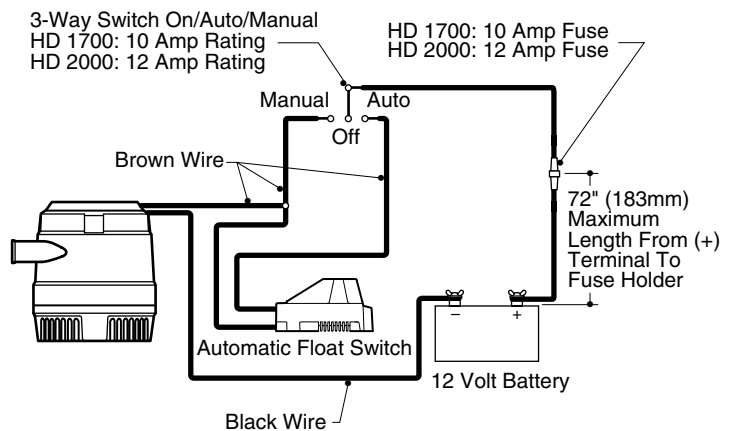 3-Way Switch On/Auto/Manual
HD 1700: 10 Amp Rating
HD 2000: 12 Amp Rating
HD 1700: 10 Amp Fuse
HD 2000: 12 Amp Fuse
Manual
Auto
Off
Brown Wire
72" (183mm)
Maximum
Length From (+)
Terminal To
Fuse Holder
− +
Automatic Float Switch
12 Volt Battery
Black Wire